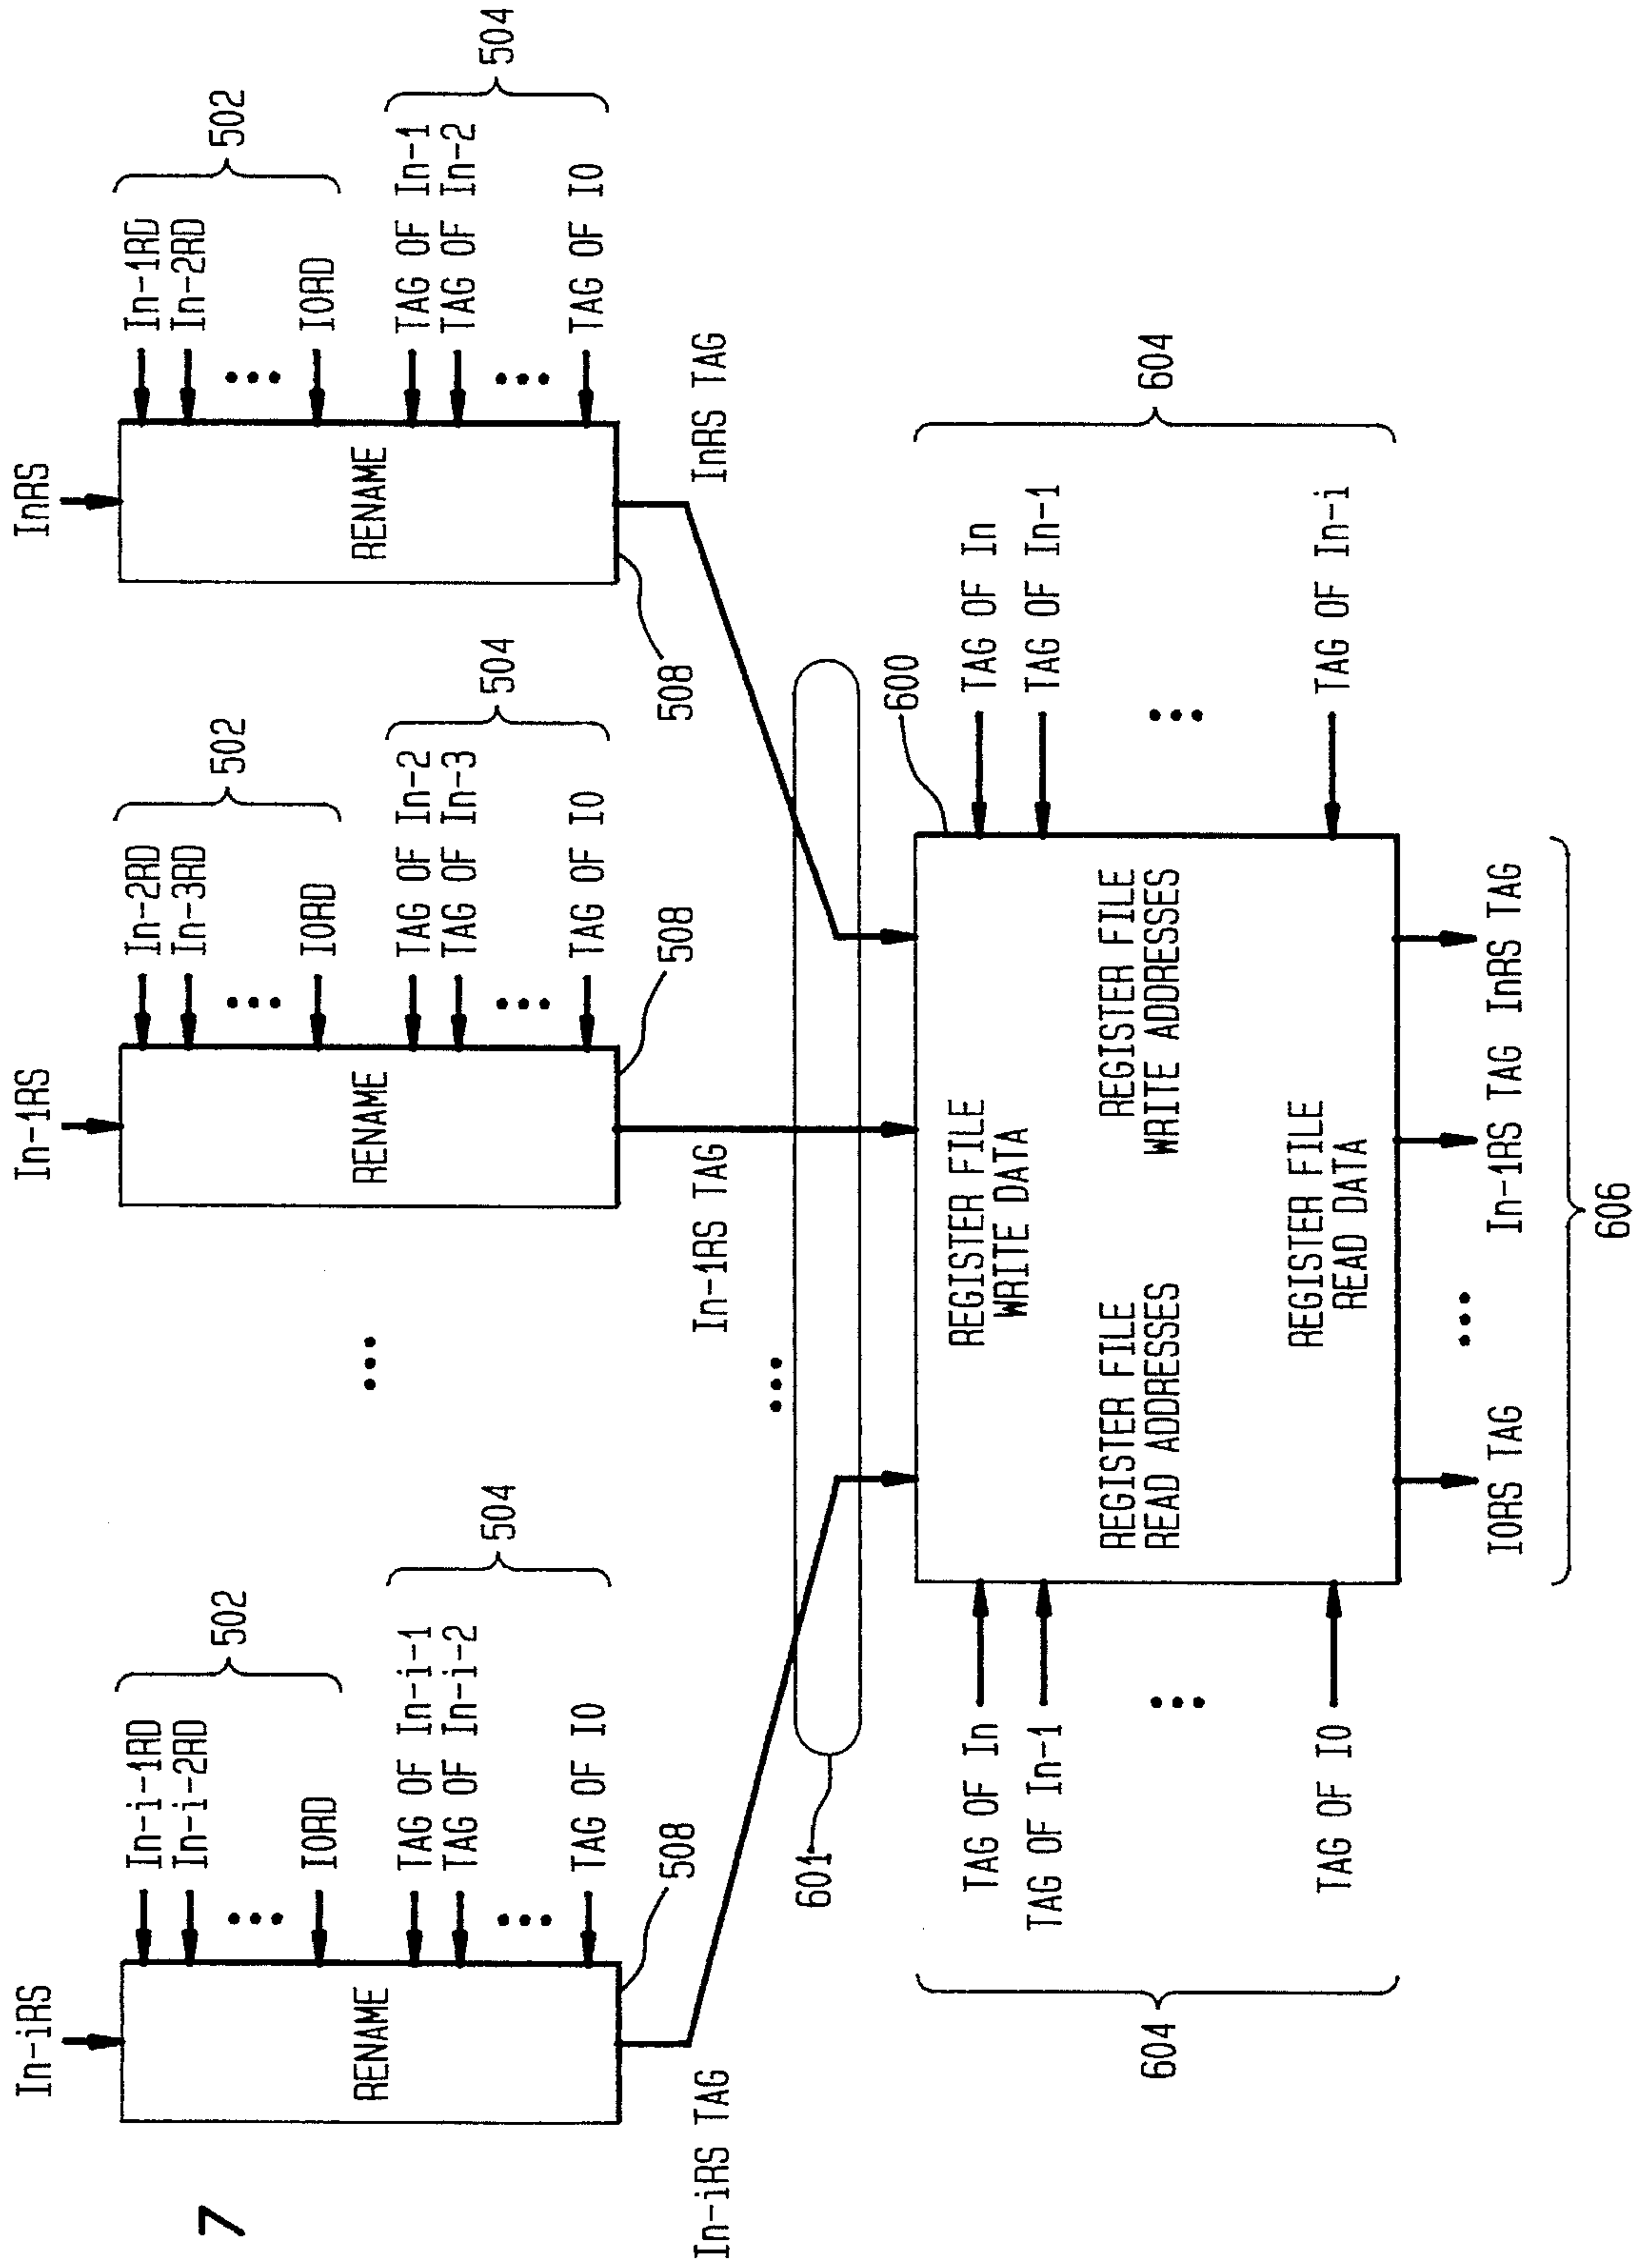 7
In-iRS
RENAME
In-i-1RD
In-i-2RD
•••
IORD
502
TAG OF In-i-1
TAG OF In-i-2
•••
TAG OF IO
504
508
In-iRS TAG
•••
In-1RS
RENAME
In-2RD
In-3RD
•••
IORD
502
TAG OF In-2
TAG OF In-3
•••
TAG OF IO
504
508
In-1RS TAG
InRS
RENAME
In-1RD
In-2RD
•••
IORD
502
TAG OF In-1
TAG OF In-2
•••
TAG OF IO
504
508
InRS TAG
•••
601
600
604
TAG OF In
TAG OF In-1
•••
TAG OF IO
REGISTER FILE
WRITE DATA
REGISTER FILE
READ ADDRESSES
REGISTER FILE
WRITE ADDRESSES
REGISTER FILE
READ DATA
TAG OF In
TAG OF In-1
•••
TAG OF In-i
604
IORS TAG
•••
In-1RS TAG
InRS TAG
606